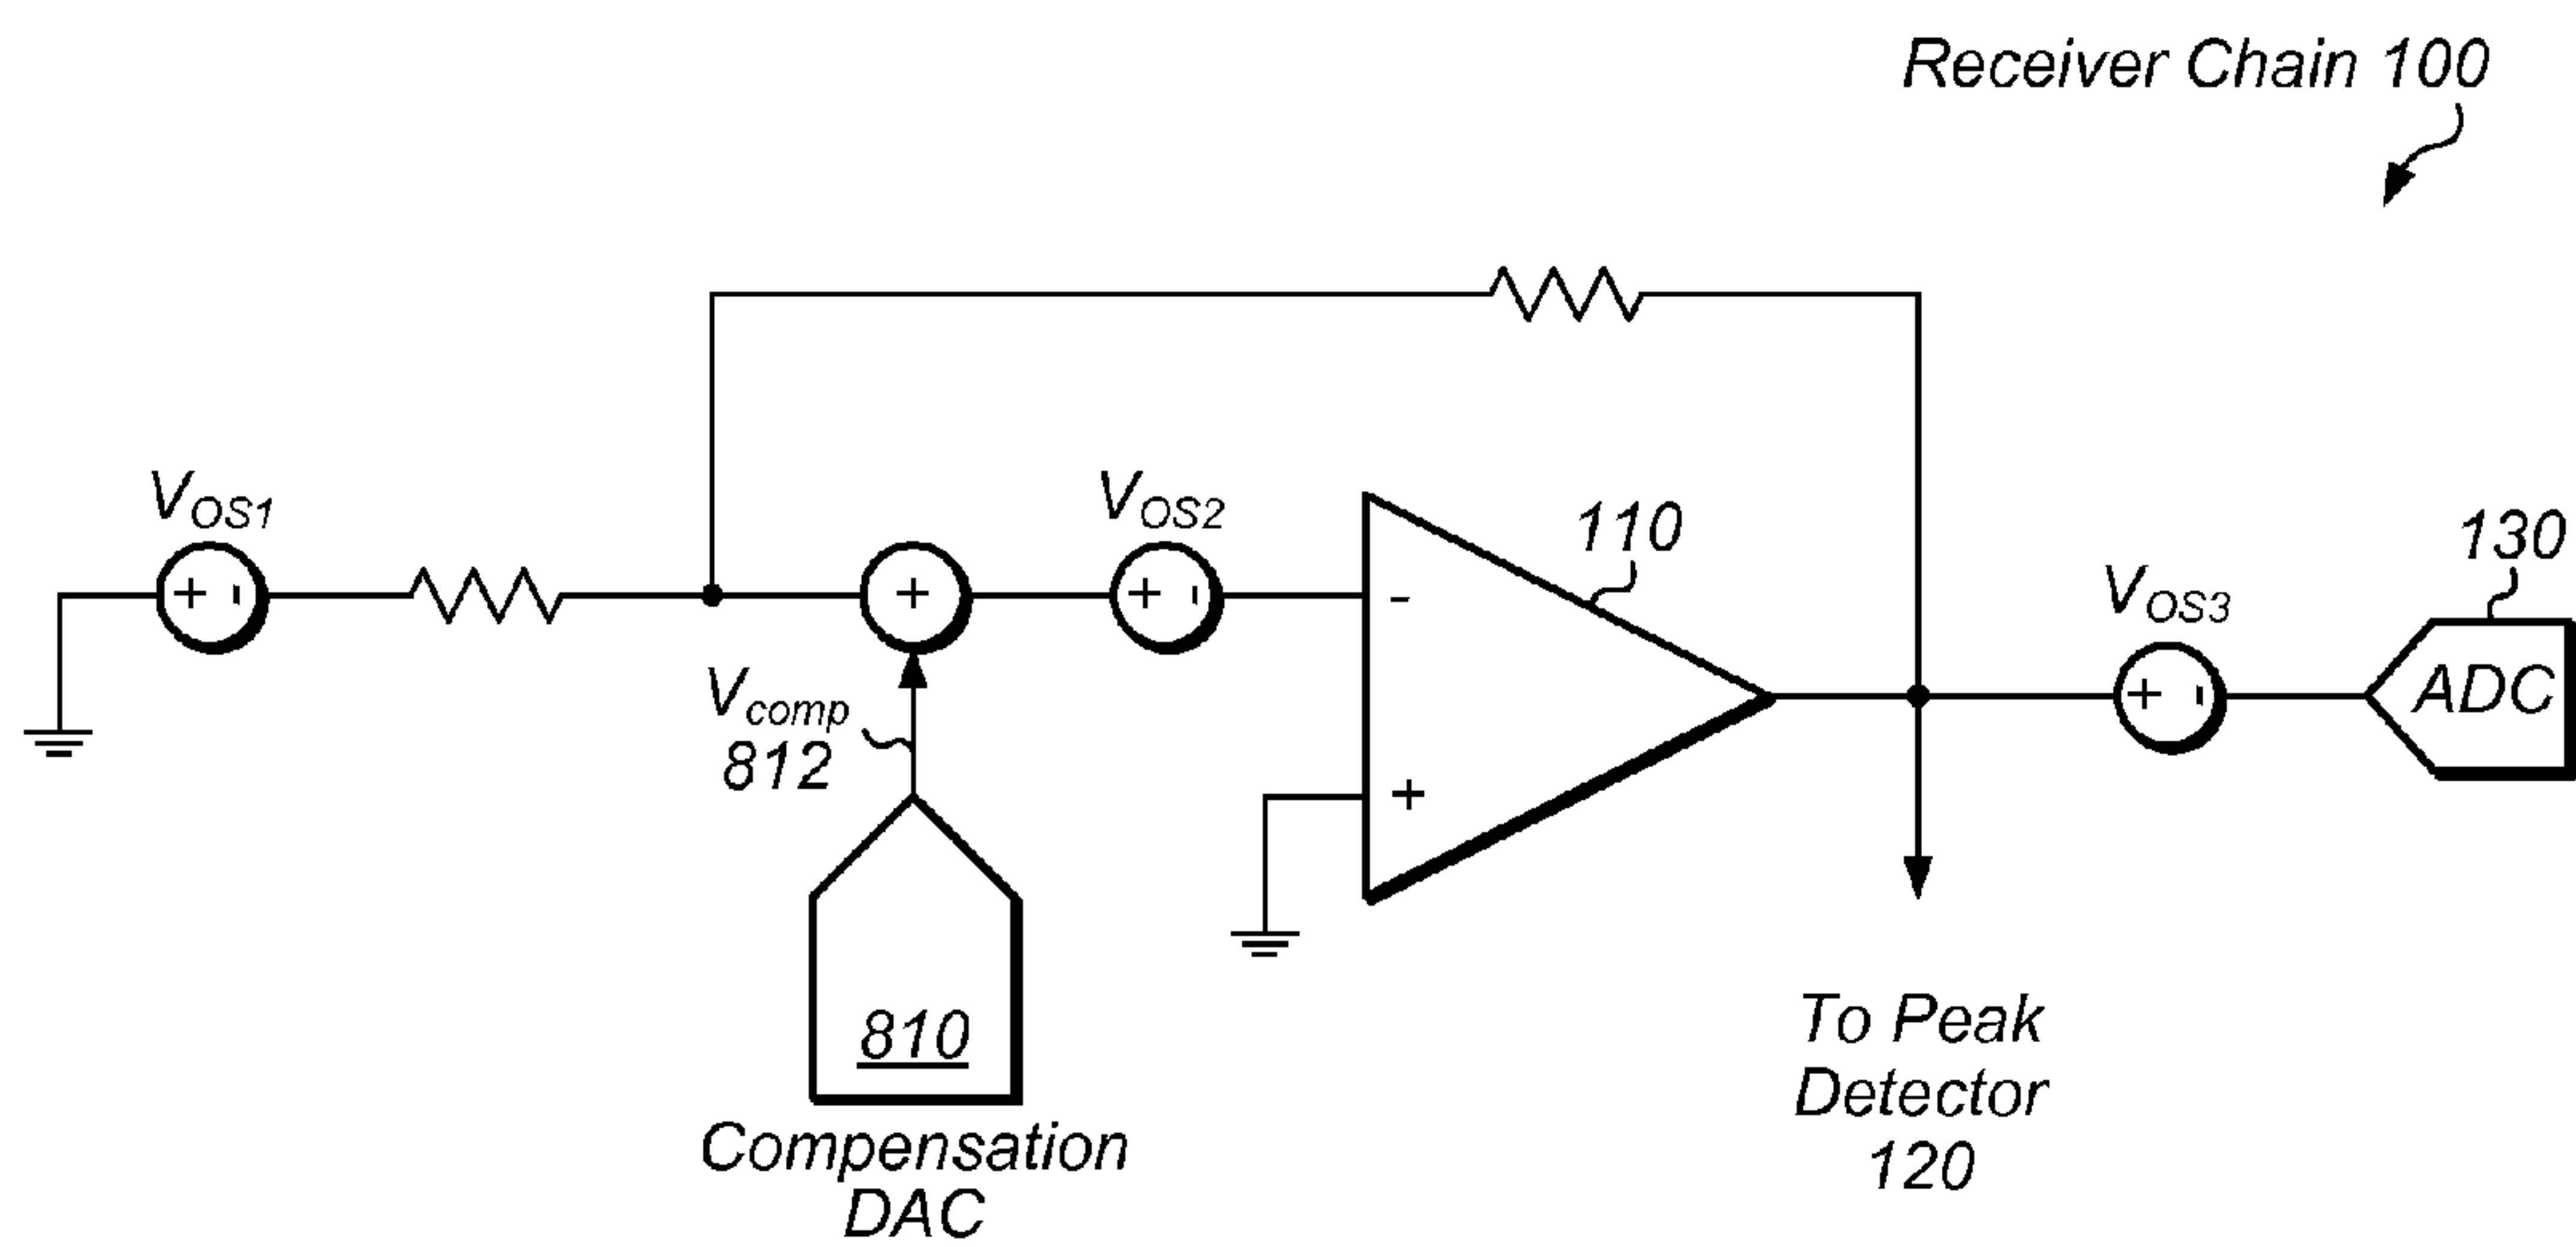 Receiver Chain 100
VOS1
VOS2
110
130
VOS3
+ -
+
+ -
-
+
+ -
ADC
Vcomp
812
810
Compensation
DAC
To Peak
Detector
120